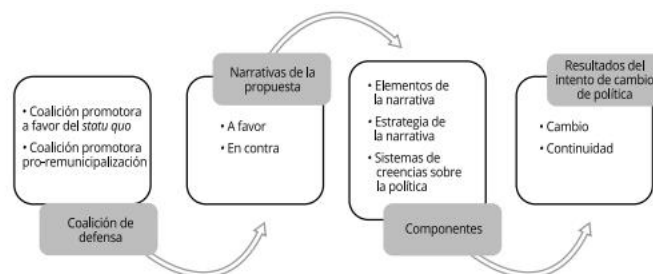 • Coalición promotora
a favor del statu quo
• Coalición promotora
pro-remunicipalización
Coalición de
defensa
Narrativas de la
propuesta
• A favor
• En contra
• Elementos de
la narrativa
• Estrategia de
la narrativa
• Sistemas de
creencias sobre
la política
Componentes
Resultados del
intento de cambio
de política
• Cambio
• Continuidad